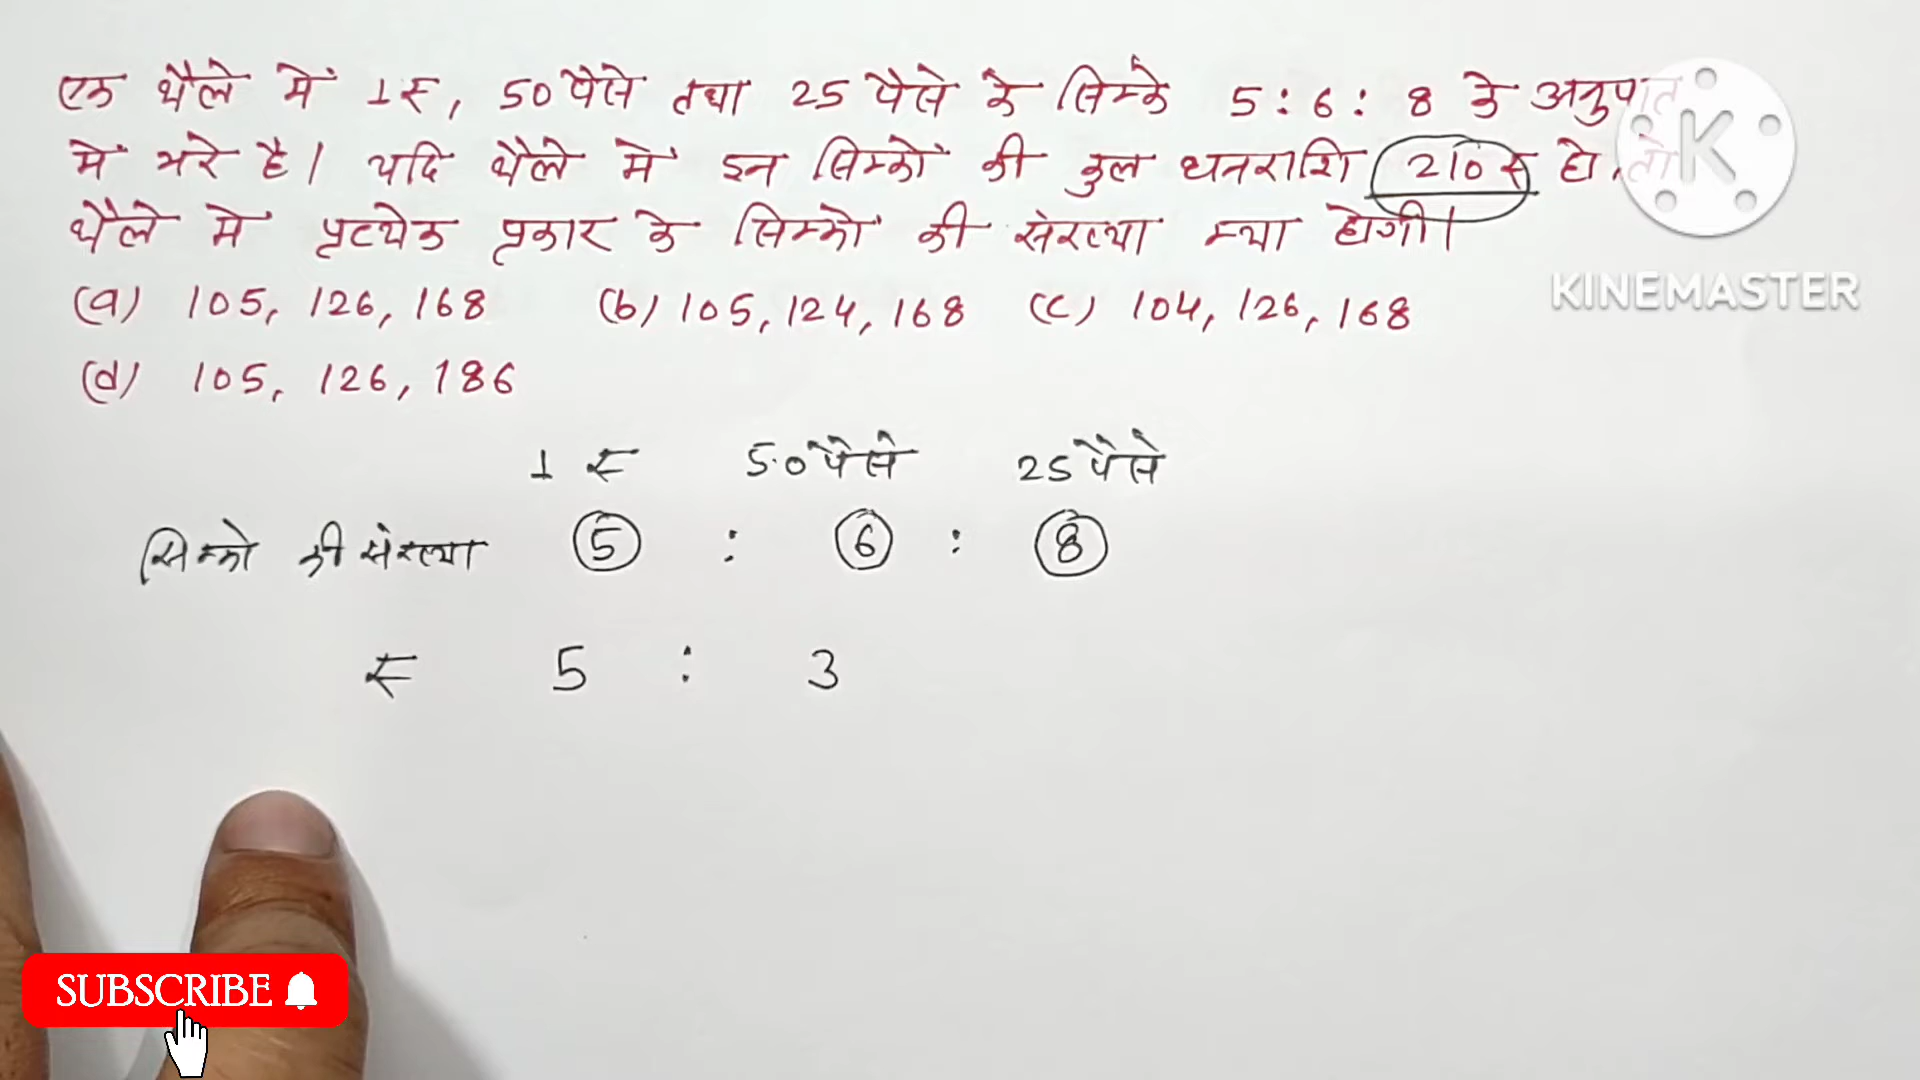 एक थैले में 1 रु, 50 पैसे तथा 25 पैसे के सिक्के 5 : 6 : 8 के अनुपात
में भरे है। यदि थैले में इन सिक्कों की कुल धनराशि 210 रु हो, तो
थैले में प्रत्येक प्रकार के सिक्कों की संख्या क्या होगी।
(a) 105, 126, 168 (b) 105, 124, 168 (c) 104, 126, 168
(d) 105, 126, 186
1 रु 50 पैसे 25 पैसे
सिक्को की संख्या 5 : 6 : 8
रु 5 : 3
KINEMASTER
SUBSCRIBE